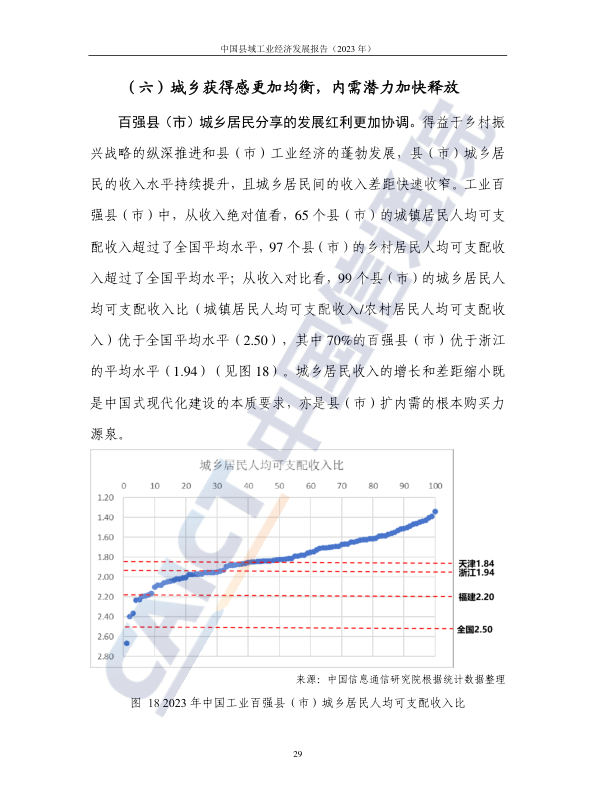 中国县域工业经济发展报告（2023 年）
（六）城乡获得感更加均衡，内需潜力加快释放
百强县（市）城乡居民分享的发展红利更加协调。得益于乡村振
兴战略的纵深推进和县（市）工业经济的蓬勃发展，县（市）城乡居
民的收入水平持续提升，且城乡居民间的收入差距快速收窄。工业百
强县（市）中，从收入绝对值看，65 个县（市）的城镇居民人均可支
配收入超过了全国平均水平，97 个县（市）的乡村居民人均可支配收
入超过了全国平均水平；从收入对比看，99 个县（市）的城乡居民人
均可支配收入比（城镇居民人均可支配收入/农村居民人均可支配收
入）优于全国平均水平（2.50），其中 70%的百强县（市）优于浙江
的平均水平（1.94）（见图 18）。城乡居民收入的增长和差距缩小既
是中国式现代化建设的本质要求，亦是县（市）扩内需的根本购买力
源泉。
城乡居民人均可支配收入比
0 10 20 30 40 50 60 70 80 90 100
1.20
1.40
1.60
1.80
2.00
2.20
2.40
2.60
2.80
天津1.84
浙江1.94
福建2.20
全国2.50
来源：中国信息通信研究院根据统计数据整理
图 18 2023 年中国工业百强县（市）城乡居民人均可支配收入比
29
CAICT 中国信通院